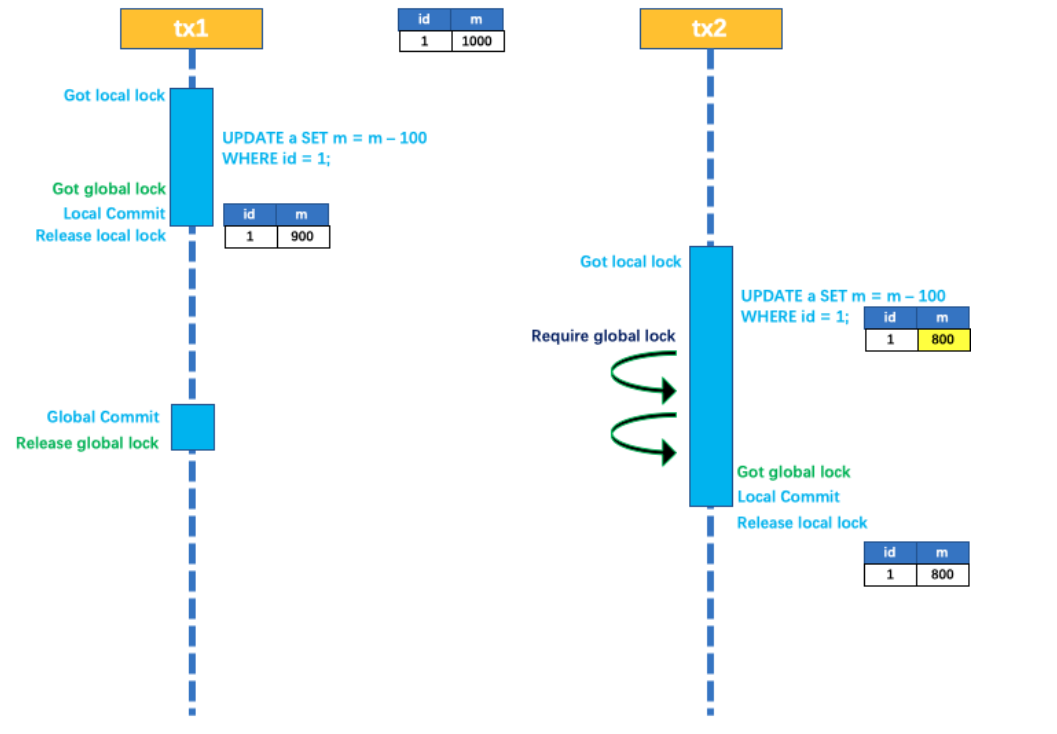 tx1
id m
1 1000
tx2
Got local lock
UPDATE a SET m = m – 100
WHERE id = 1;
Got global lock
Local Commit
Release local lock
id m
1 900
Got local lock
UPDATE a SET m = m – 100
WHERE id = 1;
id m
1 800
Require global lock
Global Commit
Release global lock
Got global lock
Local Commit
Release local lock
id m
1 800